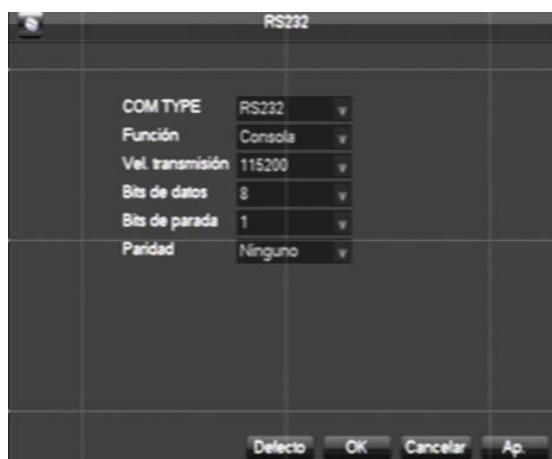 RS232
COM TYPE RS232
Función Consola
Vel. transmisión 115200
Bits de datos 8
Bits de parada 1
Paridad Ninguno
Defecto OK Cancelar Ap.